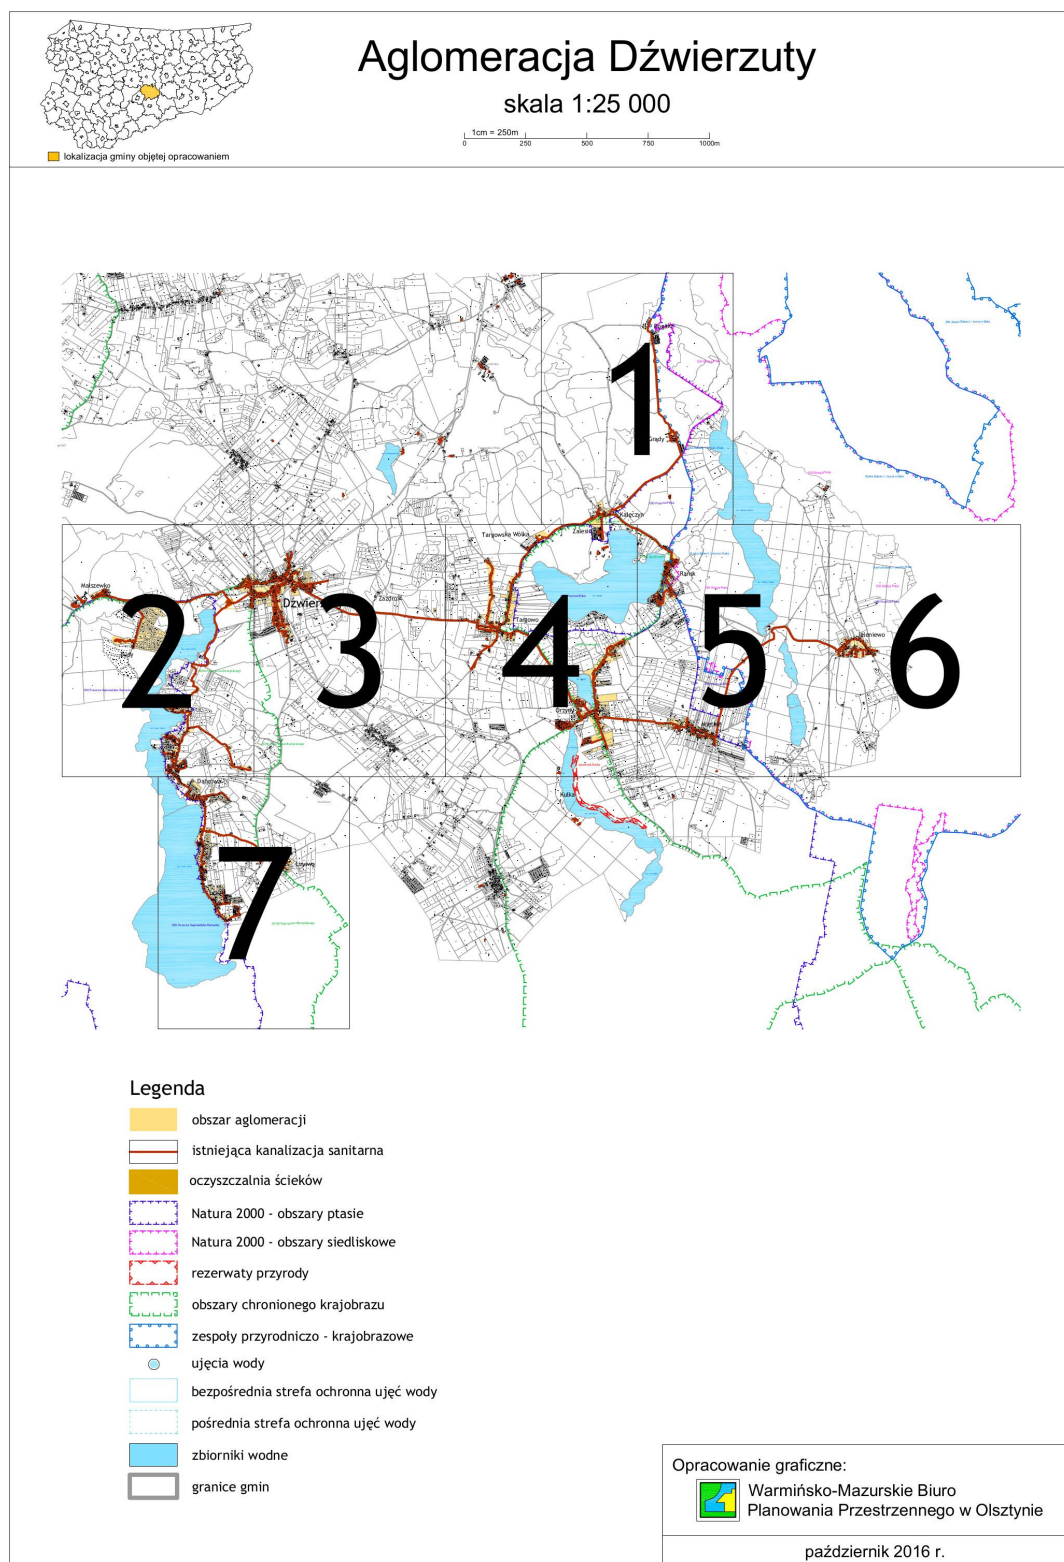 Aglomeracja Dźwierzuty
skala 1:25 000
1cm = 250m
0 250 500 750 1000m
lokalizacja gminy objętej opracowaniem
1
Grądy
Kałęczyn
Zalesie
Targowska Wólka
Malszewko
Rańsk
Zazdrość
Targowo
2
3
4
5
6
Dąbrowa
Kulka
7
Legenda
obszar aglomeracji
istniejąca kanalizacja sanitarna
oczyszczalnia ścieków
Natura 2000 - obszary ptasie
Natura 2000 - obszary siedliskowe
rezerwaty przyrody
obszary chronionego krajobrazu
zespoły przyrodniczo - krajobrazowe
ujęcia wody
bezpośrednia strefa ochronna ujęć wody
pośrednia strefa ochronna ujęć wody
zbiorniki wodne
granice gmin
Opracowanie graficzne:
Warmińsko-Mazurskie Biuro
Planowania Przestrzennego w Olsztynie
październik 2016 r.